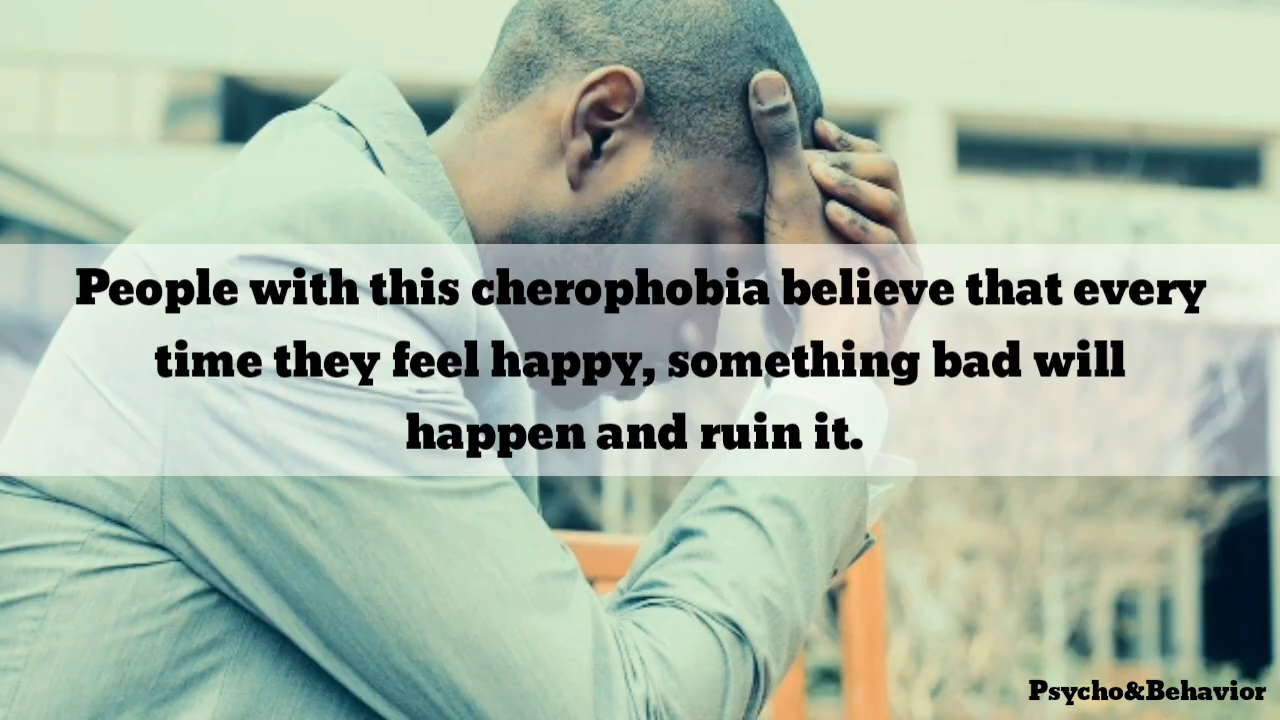 People with this cherophobia believe that every
time they feel happy, something bad will
happen and ruin it.
Psycho&Behavior